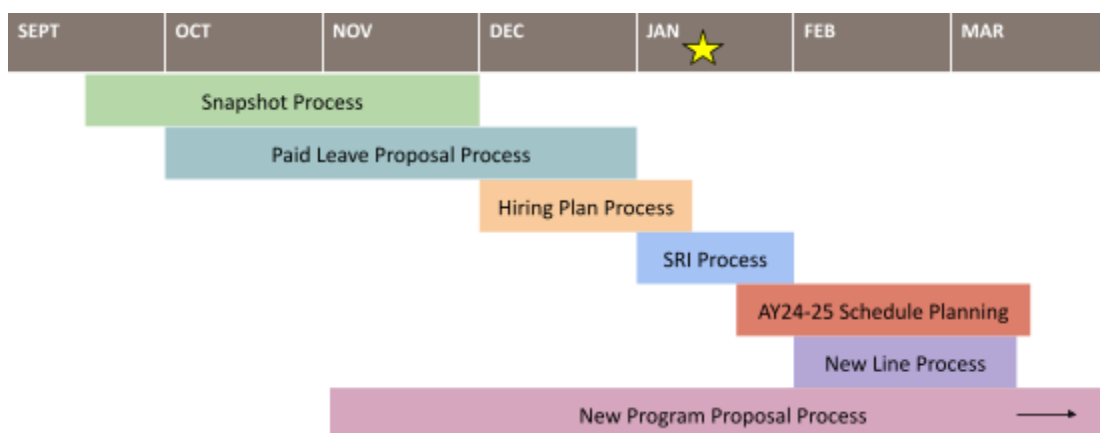 SEPT
OCT
NOV
DEC
JAN
FEB
MAR
Snapshot Process
Paid Leave Proposal Process
Hiring Plan Process
SRI Process
AY24-25 Schedule Planning
New Line Process
New Program Proposal Process